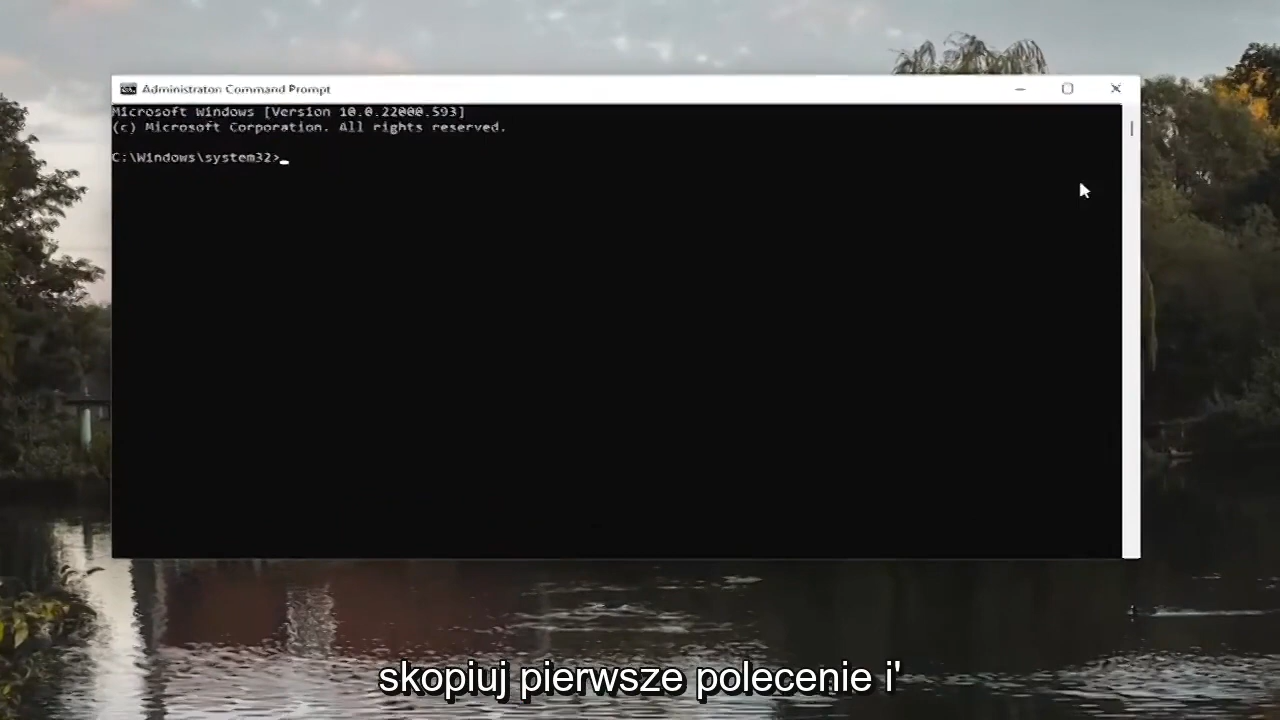 Administrator: Command Prompt
Microsoft Windows [Version 10.0.22000.593]
(c) Microsoft Corporation. All rights reserved.
C:\Windows\system32>
skopiuj pierwsze polecenie i'